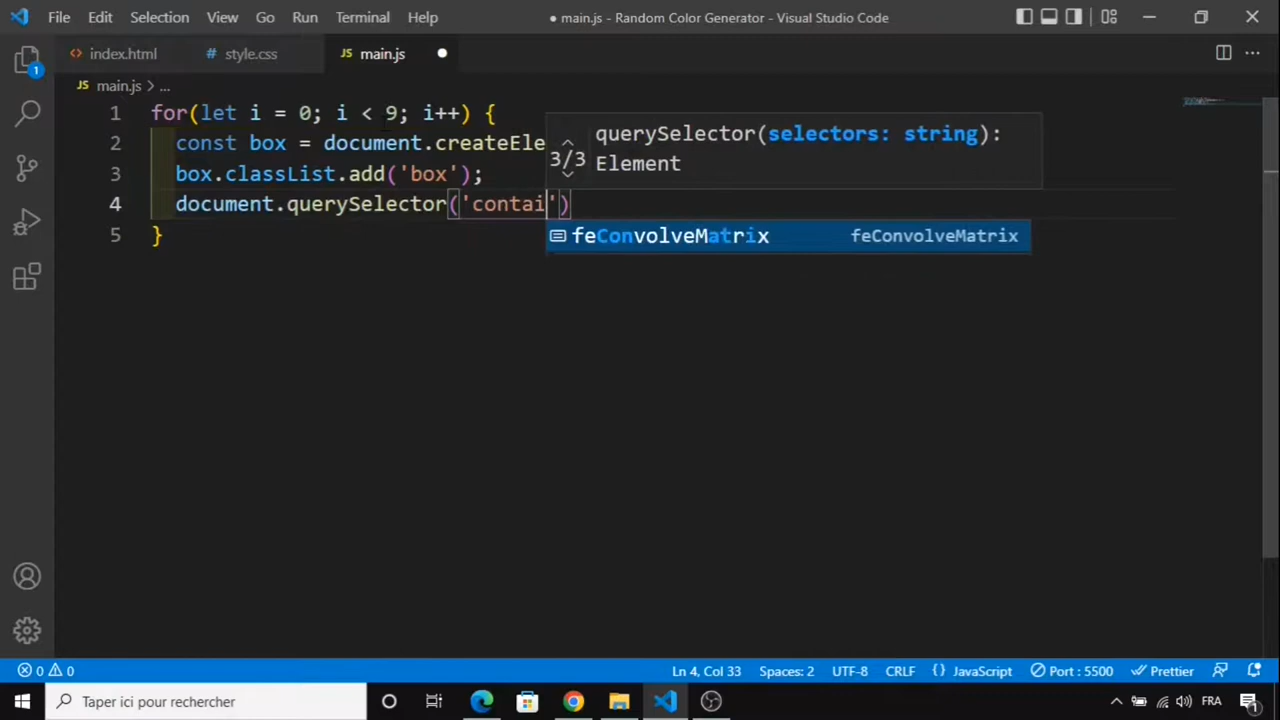 File Edit Selection View Go Run Terminal Help ● main.js - Random Color Generator - Visual Studio Code
<> index.html # style.css JS main.js ●
JS main.js > ...
1 for(let i = 0; i < 9; i++) {
2 const box = document.createEle
3 box.classList.add('box');
4 document.querySelector('contai')
5 }
3/3 querySelector(selectors: string):
Element
feConvolveMatrix feConvolveMatrix
1
0 0 Ln 4, Col 33 Spaces: 2 UTF-8 CRLF {} JavaScript Port : 5500 Prettier
Taper ici pour rechercher FRA 1